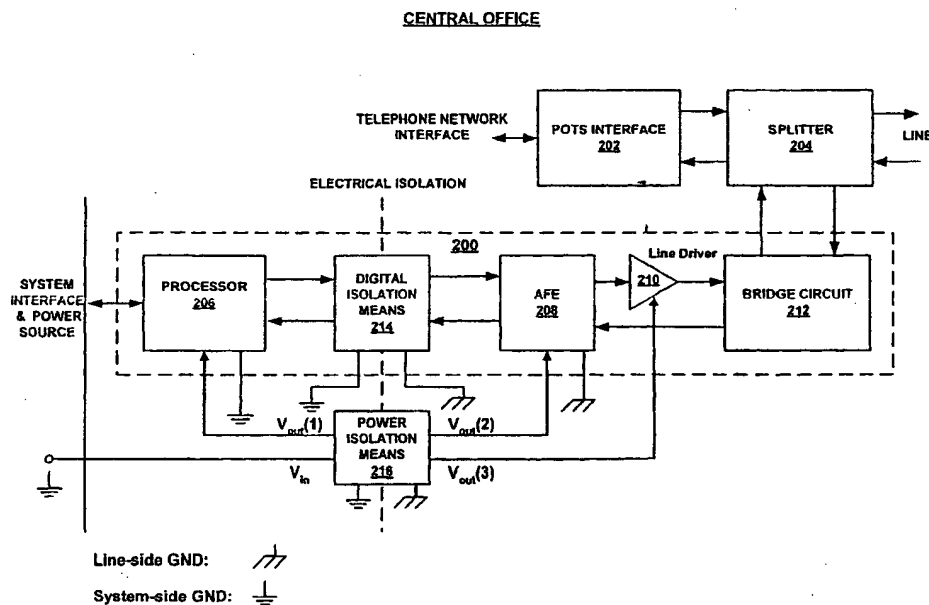 CENTRAL OFFICE
TELEPHONE NETWORK
INTERFACE
POTS INTERFACE
202
SPLITTER
204
LINE
ELECTRICAL ISOLATION
200
SYSTEM
INTERFACE
& POWER
SOURCE
PROCESSOR
206
DIGITAL
ISOLATION
MEANS
214
AFE
208
Line Driver
210
BRIDGE CIRCUIT
212
Vout(1)
POWER
ISOLATION
MEANS
216
Vout(2)
Vin
Vout(3)
Line-side GND:
System-side GND: